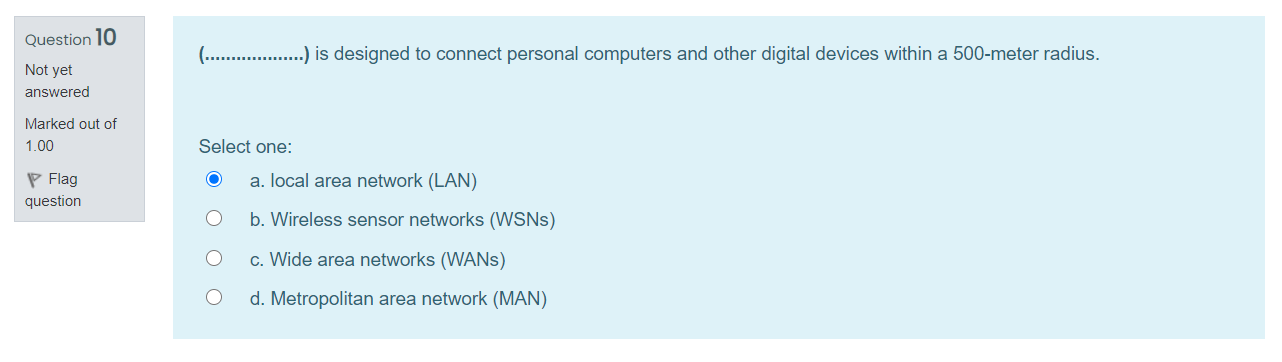 Question 10
Not yet
answered
Marked out of
1.00
Flag
question
(...................) is designed to connect personal computers and other digital devices within a 500-meter radius.
Select one:
a. local area network (LAN)
b. Wireless sensor networks (WSNs)
c. Wide area networks (WANs)
d. Metropolitan area network (MAN)